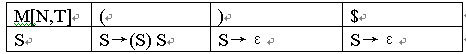 M[N,T] ( ) $
S S→(S) S S→ ε S→ ε